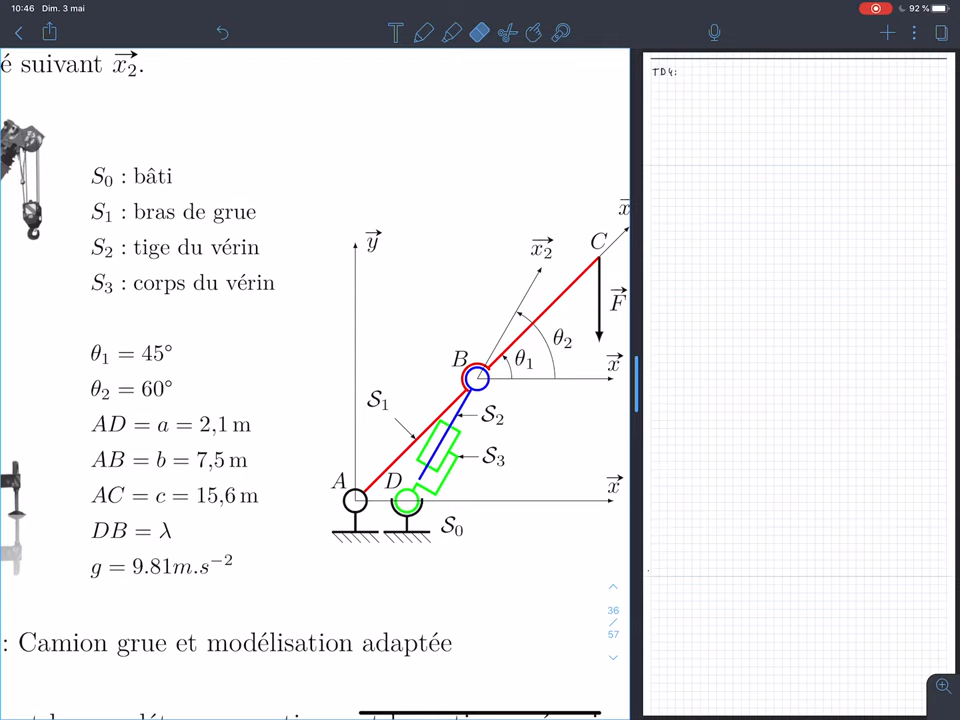 10:46 Dim. 3 mai
92 %
T
é suivant x₂.
S₀ : bâti
S₁ : bras de grue
S₂ : tige du vérin
S₃ : corps du vérin
θ₁ = 45°
θ₂ = 60°
AD = a = 2,1 m
AB = b = 7,5 m
AC = c = 15,6 m
DB = λ
g = 9.81m.s⁻²
x
y
x₂
C
F
θ₂
B
θ₁
x
S₁
S₂
S₃
A
D
x
S₀
36
/
57
: Camion grue et modélisation adaptée
TD4: